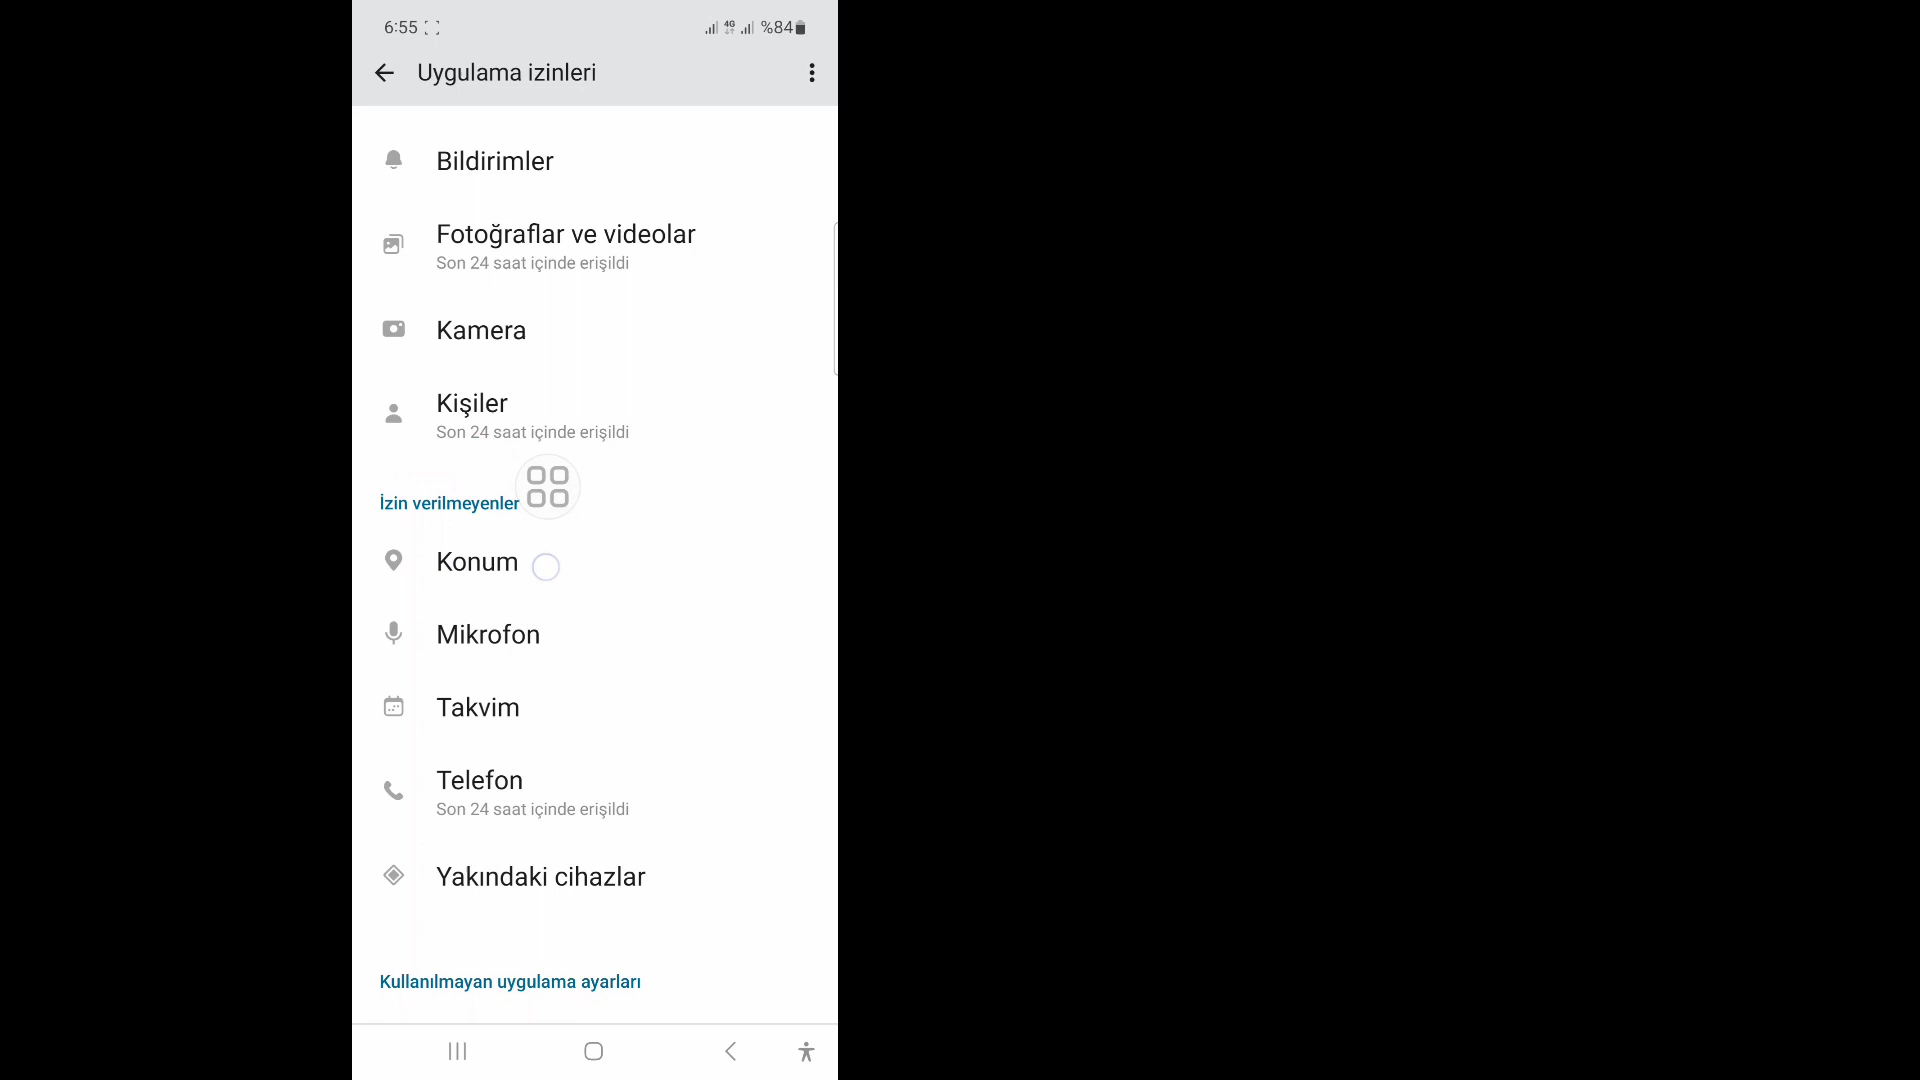 6:55 4G %84
Uygulama izinleri
Bildirimler
Fotoğraflar ve videolar
Son 24 saat içinde erişildi
Kamera
Kişiler
Son 24 saat içinde erişildi
İzin verilmeyenler
Konum
Mikrofon
Takvim
Telefon
Son 24 saat içinde erişildi
Yakındaki cihazlar
Kullanılmayan uygulama ayarları